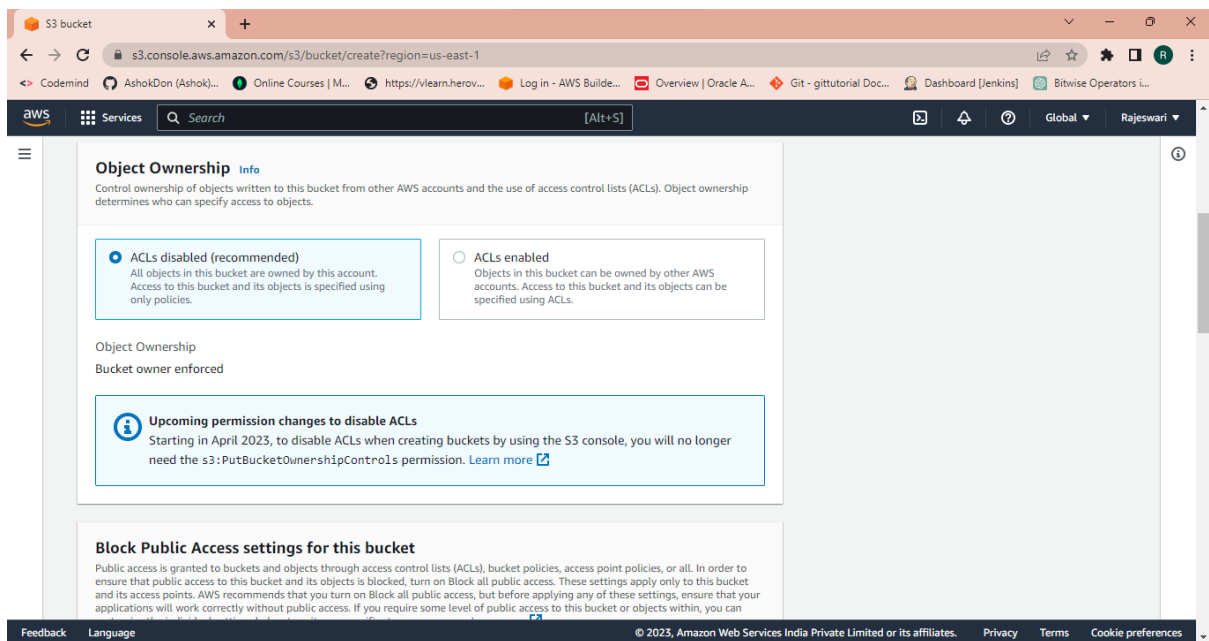 S3 bucket
s3.console.aws.amazon.com/s3/bucket/create?region=us-east-1
R
Codemind AshokDon (Ashok)... Online Courses | M... https://vlearn.herov... Log in - AWS Builde... Overview | Oracle A... Git - gittutorial Doc... Dashboard [Jenkins] Bitwise Operators i...
aws Services Search [Alt+S] Global Rajeswari
Object Ownership Info
Control ownership of objects written to this bucket from other AWS accounts and the use of access control lists (ACLs). Object ownership
determines who can specify access to objects.
ACLs disabled (recommended)
All objects in this bucket are owned by this account.
Access to this bucket and its objects is specified using
only policies.
ACLs enabled
Objects in this bucket can be owned by other AWS
accounts. Access to this bucket and its objects can be
specified using ACLs.
Object Ownership
Bucket owner enforced
Upcoming permission changes to disable ACLs
Starting in April 2023, to disable ACLs when creating buckets by using the S3 console, you will no longer
need the s3:PutBucketOwnershipControls permission. Learn more
Block Public Access settings for this bucket
Public access is granted to buckets and objects through access control lists (ACLs), bucket policies, access point policies, or all. In order to
ensure that public access to this bucket and its objects is blocked, turn on Block all public access. These settings apply only to this bucket
and its access points. AWS recommends that you turn on Block all public access, but before applying any of these settings, ensure that your
applications will work correctly without public access. If you require some level of public access to this bucket or objects within, you can
Feedback Language © 2023, Amazon Web Services India Private Limited or its affiliates. Privacy Terms Cookie preferences